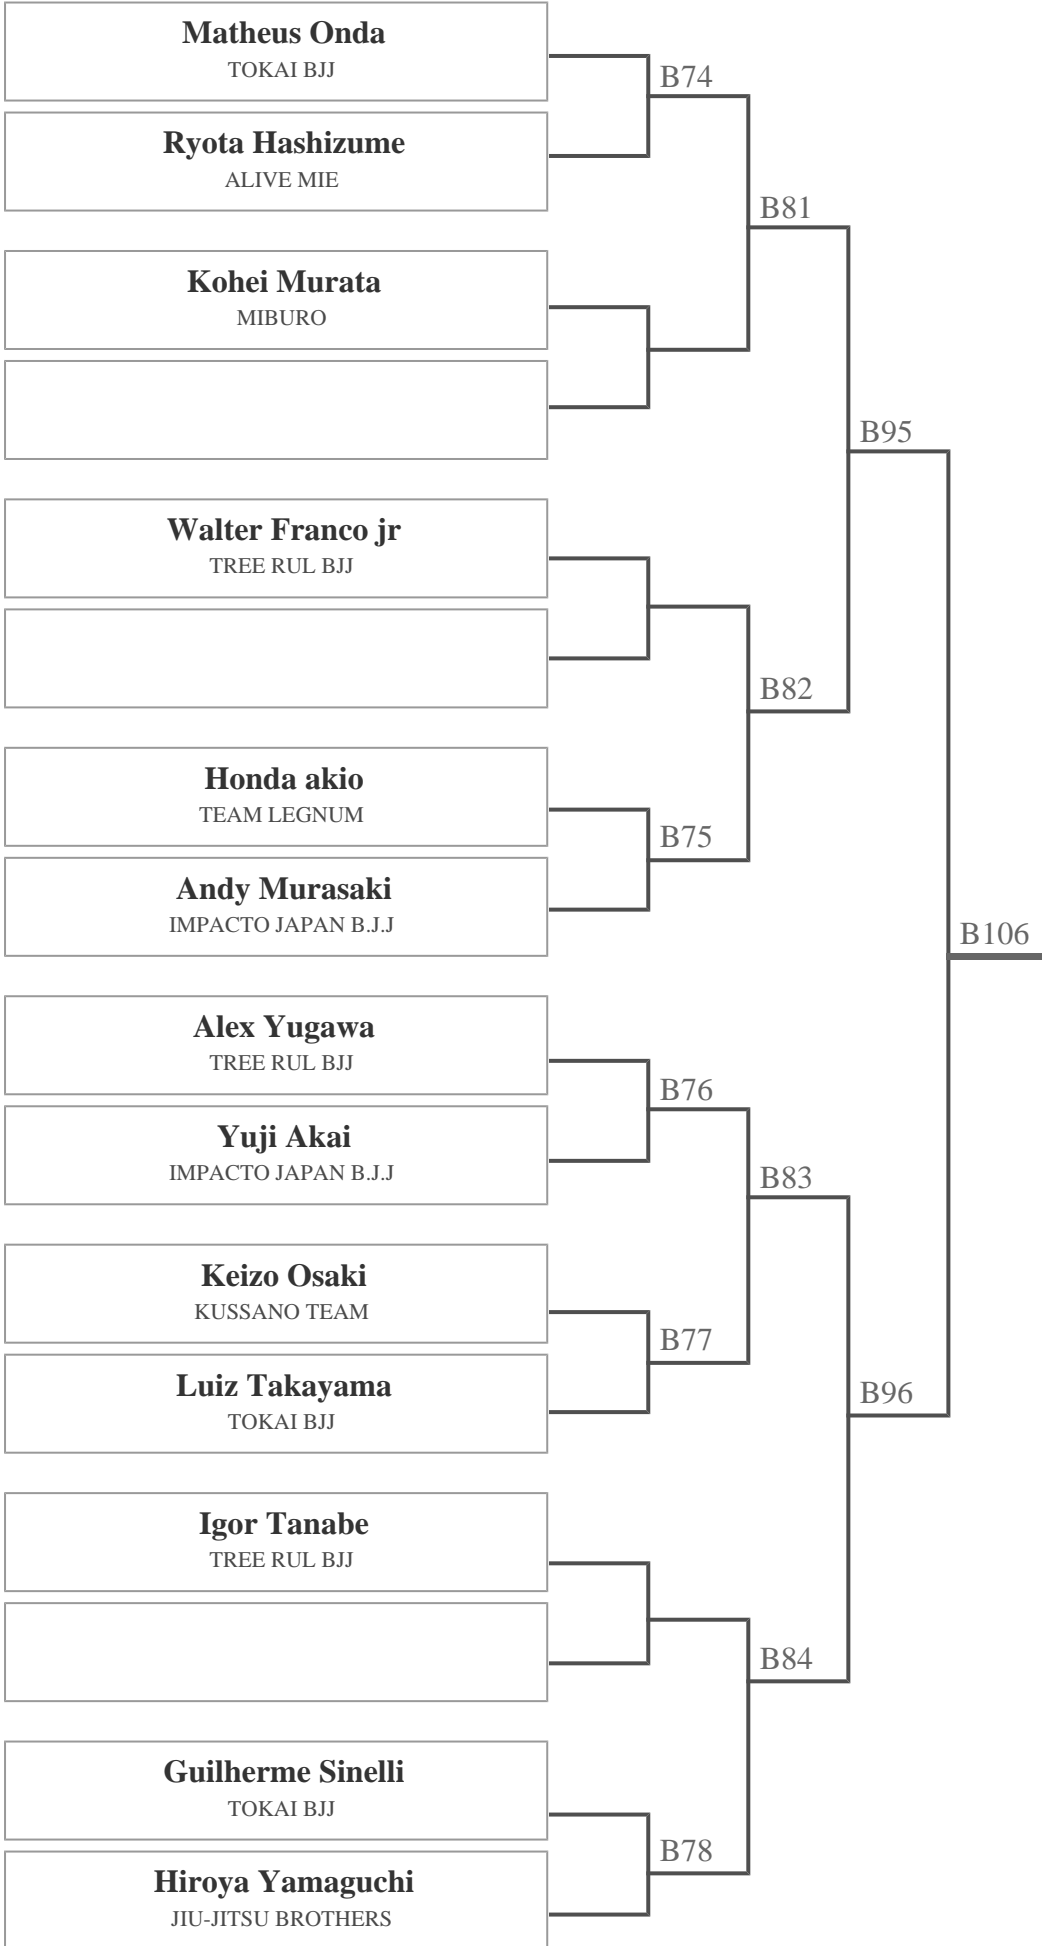 Matheus Onda
TOKAI BJJ
B74
Ryota Hashizume
ALIVE MIE
B81
Kohei Murata
MIBURO
B95
Walter Franco jr
TREE RUL BJJ
B82
Honda akio
TEAM LEGNUM
B75
Andy Murasaki
IMPACTO JAPAN B.J.J
B106
Alex Yugawa
TREE RUL BJJ
B76
Yuji Akai
IMPACTO JAPAN B.J.J
B83
Keizo Osaki
KUSSANO TEAM
B77
Luiz Takayama
TOKAI BJJ
B96
Igor Tanabe
TREE RUL BJJ
B84
Guilherme Sinelli
TOKAI BJJ
B78
Hiroya Yamaguchi
JIU-JITSU BROTHERS